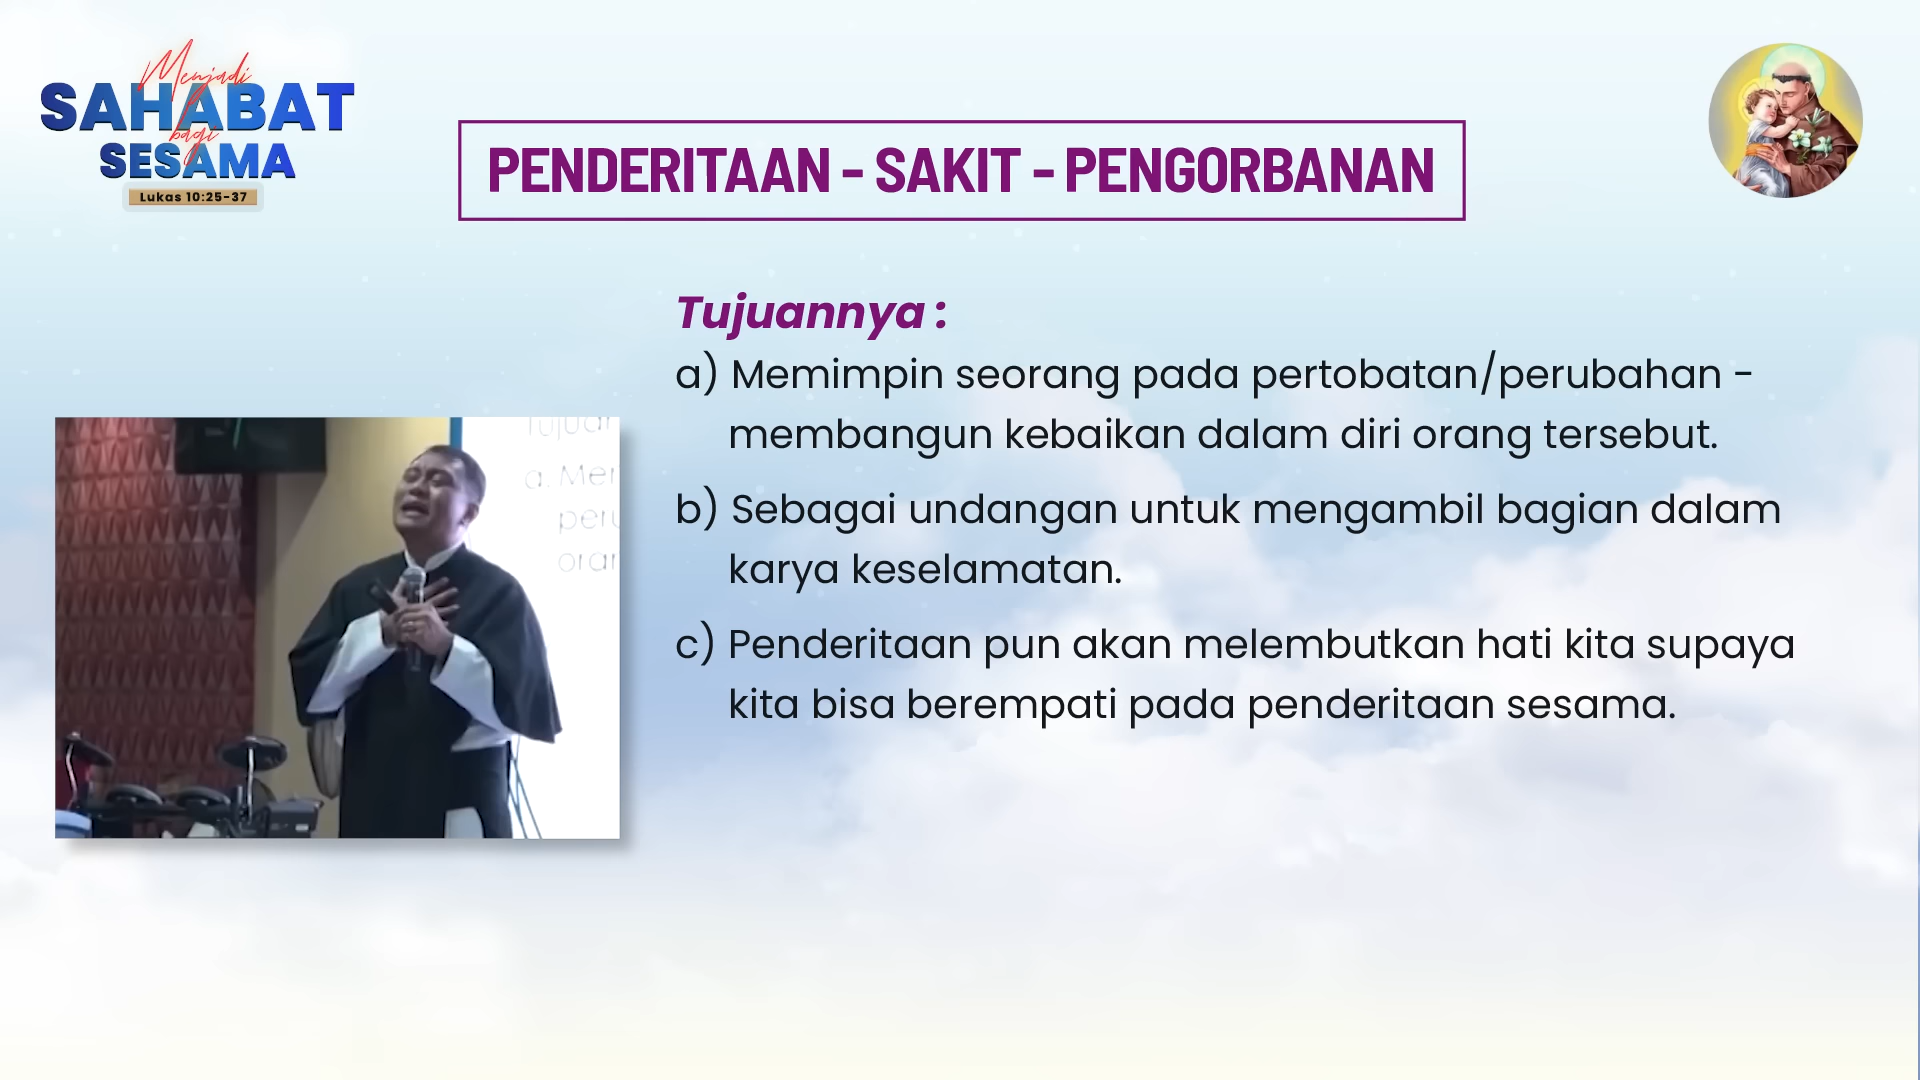 Menjadi
SAHABAT
bagi
SESAMA
Lukas 10:25-37
PENDERITAAN - SAKIT - PENGORBANAN
Tujuannya :
a) Memimpin seorang pada pertobatan/perubahan -
membangun kebaikan dalam diri orang tersebut.
b) Sebagai undangan untuk mengambil bagian dalam
karya keselamatan.
c) Penderitaan pun akan melembutkan hati kita supaya
kita bisa berempati pada penderitaan sesama.
a.